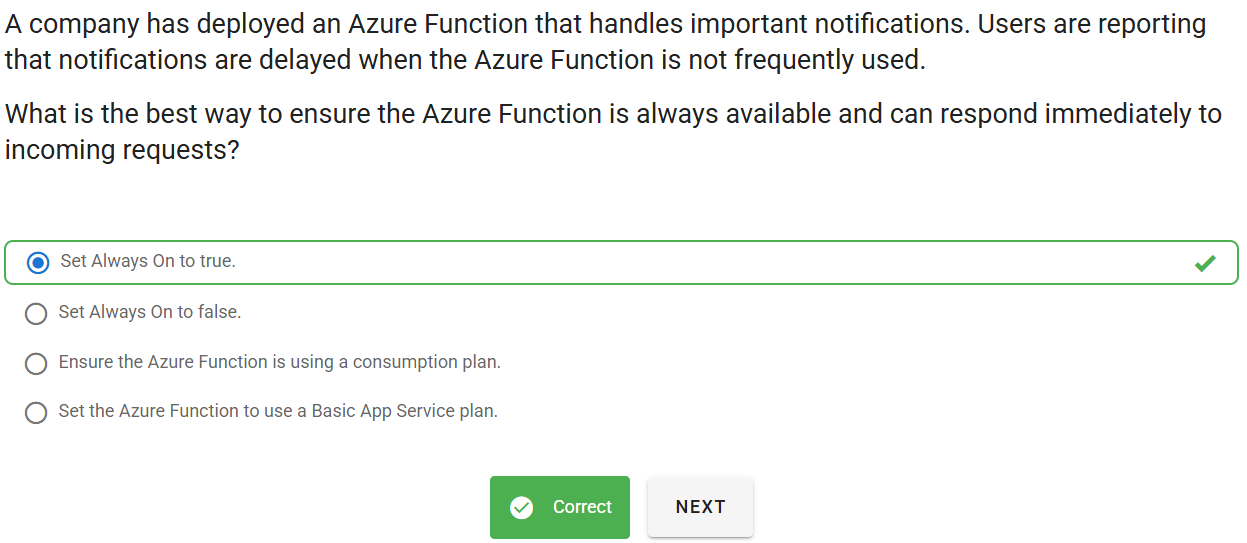 A company has deployed an Azure Function that handles important notifications. Users are reporting
that notifications are delayed when the Azure Function is not frequently used.
What is the best way to ensure the Azure Function is always available and can respond immediately to
incoming requests?
Set Always On to true.
Set Always On to false.
Ensure the Azure Function is using a consumption plan.
Set the Azure Function to use a Basic App Service plan.
Correct
NEXT